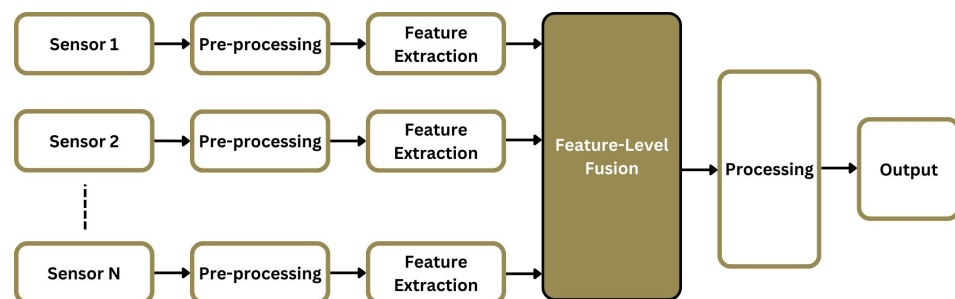 Sensor 1
Pre-processing
Feature
Extraction
Sensor 2
Pre-processing
Feature
Extraction
Sensor N
Pre-processing
Feature
Extraction
Feature-Level
Fusion
Processing
Output